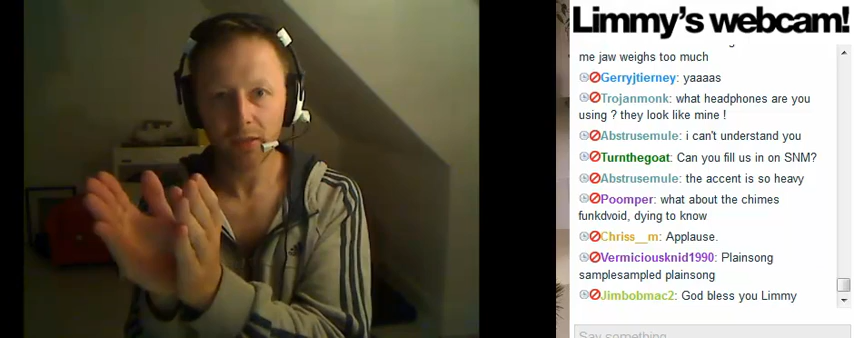 Limmy's webcam!
me jaw weighs too much
Gerryjtierney: yaaaas
Trojanmonk: what headphones are you
using ? they look like mine !
Abstrusemule: i can't understand you
Turnthegoat: Can you fill us in on SNM?
Abstrusemule: the accent is so heavy
Poomper: what about the chimes
funkdvoid, dying to know
Chriss__m: Applause.
Vermiciousknid1990: Plainsong
samplesampled plainsong
Jimbobmac2: God bless you Limmy
Say something